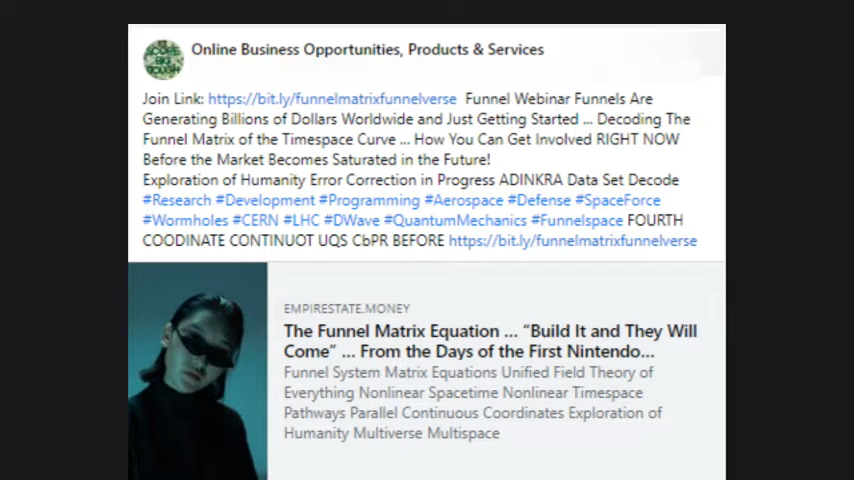 SCOPE
BIG
DOUGH
Online Business Opportunities, Products & Services
Join Link: https://bit.ly/funnelmatrixfunnelverse Funnel Webinar Funnels Are
Generating Billions of Dollars Worldwide and Just Getting Started ... Decoding The
Funnel Matrix of the Timespace Curve ... How You Can Get Involved RIGHT NOW
Before the Market Becomes Saturated in the Future!
Exploration of Humanity Error Correction in Progress ADINKRA Data Set Decode
#Research #Development #Programming #Aerospace #Defense #SpaceForce
#Wormholes #CERN #LHC #DWave #QuantumMechanics #Funnelspace FOURTH
COODINATE CONTINUOT UQS CbPR BEFORE https://bit.ly/funnelmatrixfunnelverse
EMPIRESTATE.MONEY
The Funnel Matrix Equation ... “Build It and They Will
Come” ... From the Days of the First Nintendo...
Funnel System Matrix Equations Unified Field Theory of
Everything Nonlinear Spacetime Nonlinear Timespace
Pathways Parallel Continuous Coordinates Exploration of
Humanity Multiverse Multispace